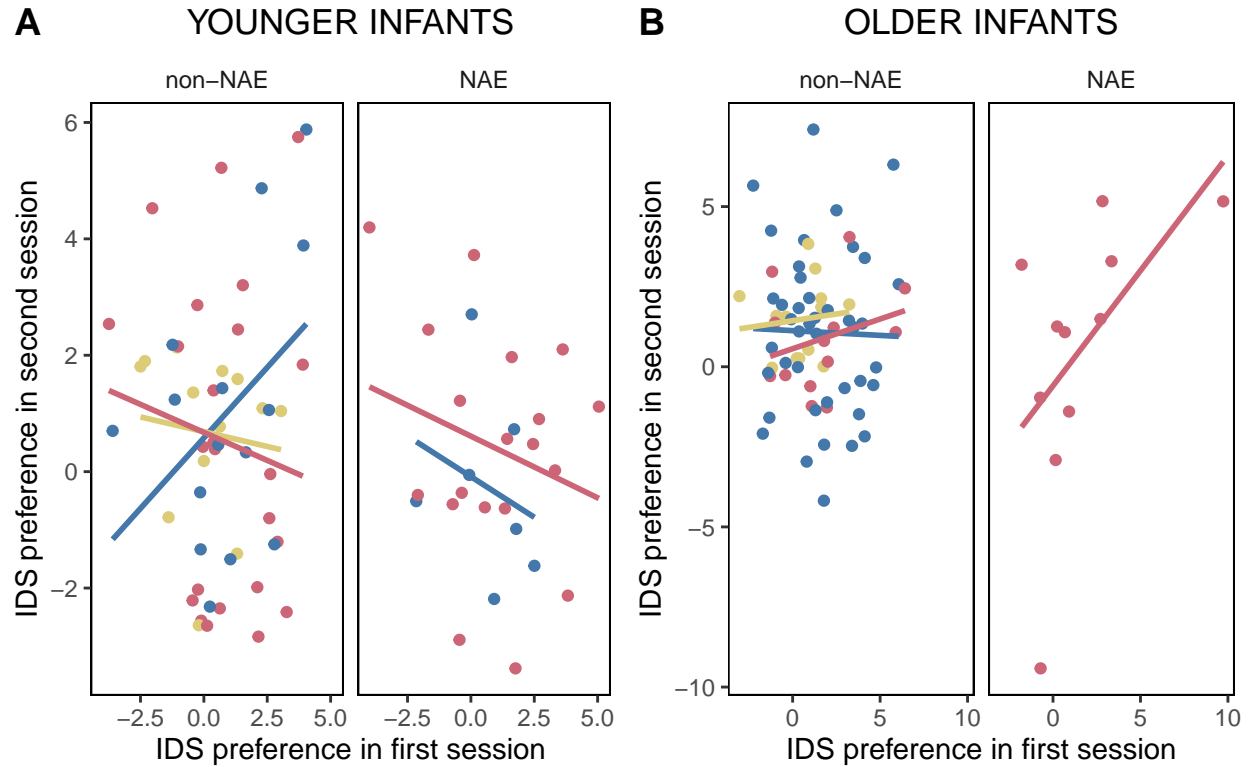 A YOUNGER INFANTS
non−NAE NAE
IDS preference in second session
6
4
2
0
−2
−2.5 0.0 2.5 5.0 −2.5 0.0 2.5 5.0
IDS preference in first session
B OLDER INFANTS
non−NAE NAE
IDS preference in second session
5
0
−5
−10
0 5 10 0 5 10
IDS preference in first session